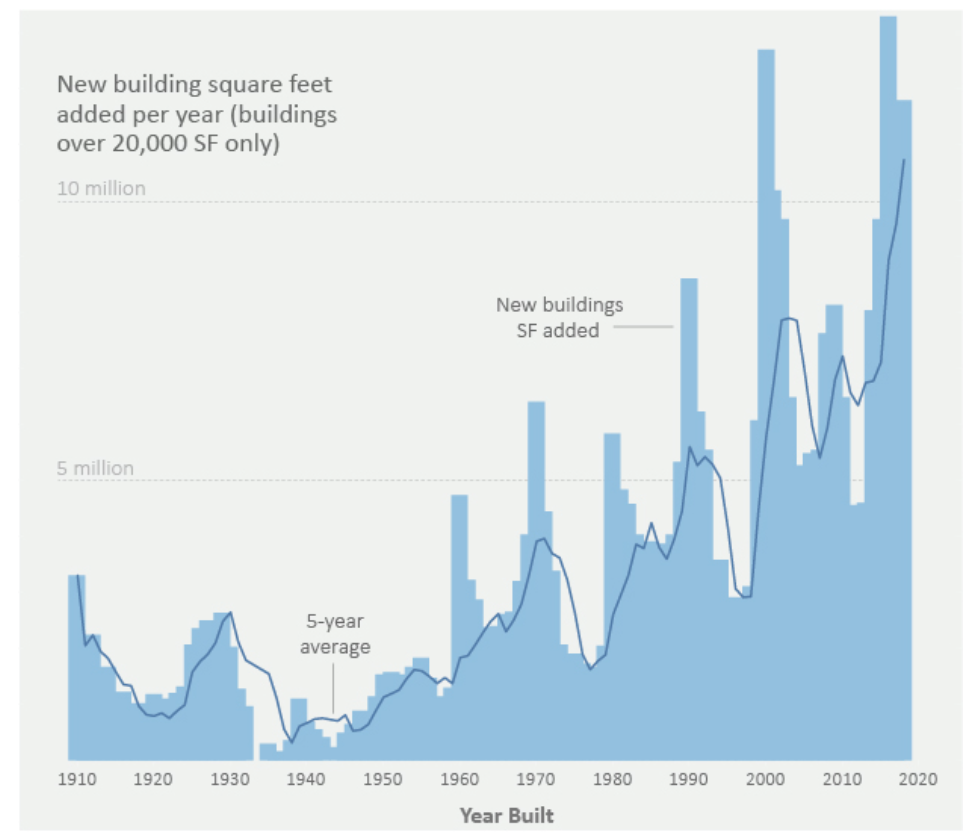 New building square feet
added per year (buildings
over 20,000 SF only)
10 million
New buildings
SF added
5 million
5-year
average
1910 1920 1930 1940 1950 1960 1970 1980 1990 2000 2010 2020
Year Built